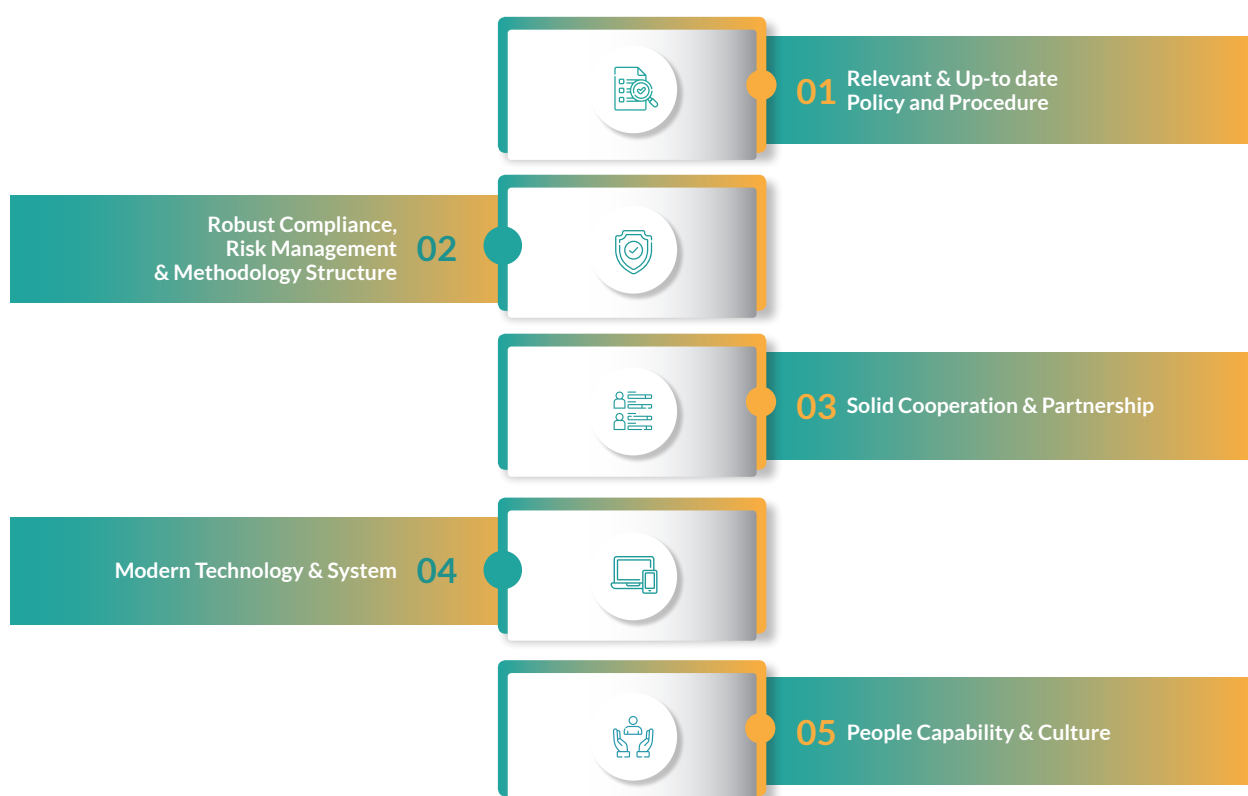 01
Relevant & Up-to date
Policy and Procedure
Robust Compliance,
Risk Management
& Methodology Structure
02
03
Solid Cooperation & Partnership
Modern Technology & System
04
05
People Capability & Culture